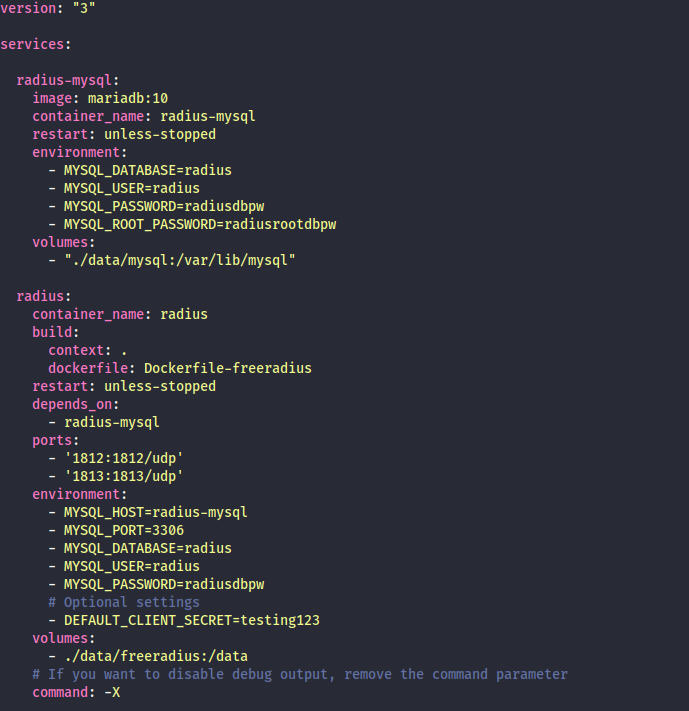 version: "3"

services:

  radius-mysql:
    image: mariadb:10
    container_name: radius-mysql
    restart: unless-stopped
    environment:
      - MYSQL_DATABASE=radius
      - MYSQL_USER=radius
      - MYSQL_PASSWORD=radiusdbpw
      - MYSQL_ROOT_PASSWORD=radiusrootdbpw
    volumes:
      - "./data/mysql:/var/lib/mysql"

  radius:
    container_name: radius
    build:
      context: .
      dockerfile: Dockerfile-freeradius
    restart: unless-stopped
    depends_on:
      - radius-mysql
    ports:
      - '1812:1812/udp'
      - '1813:1813/udp'
    environment:
      - MYSQL_HOST=radius-mysql
      - MYSQL_PORT=3306
      - MYSQL_DATABASE=radius
      - MYSQL_USER=radius
      - MYSQL_PASSWORD=radiusdbpw
      # Optional settings
      - DEFAULT_CLIENT_SECRET=testing123
    volumes:
      - ./data/freeradius:/data
    # If you want to disable debug output, remove the command parameter
    command: -X